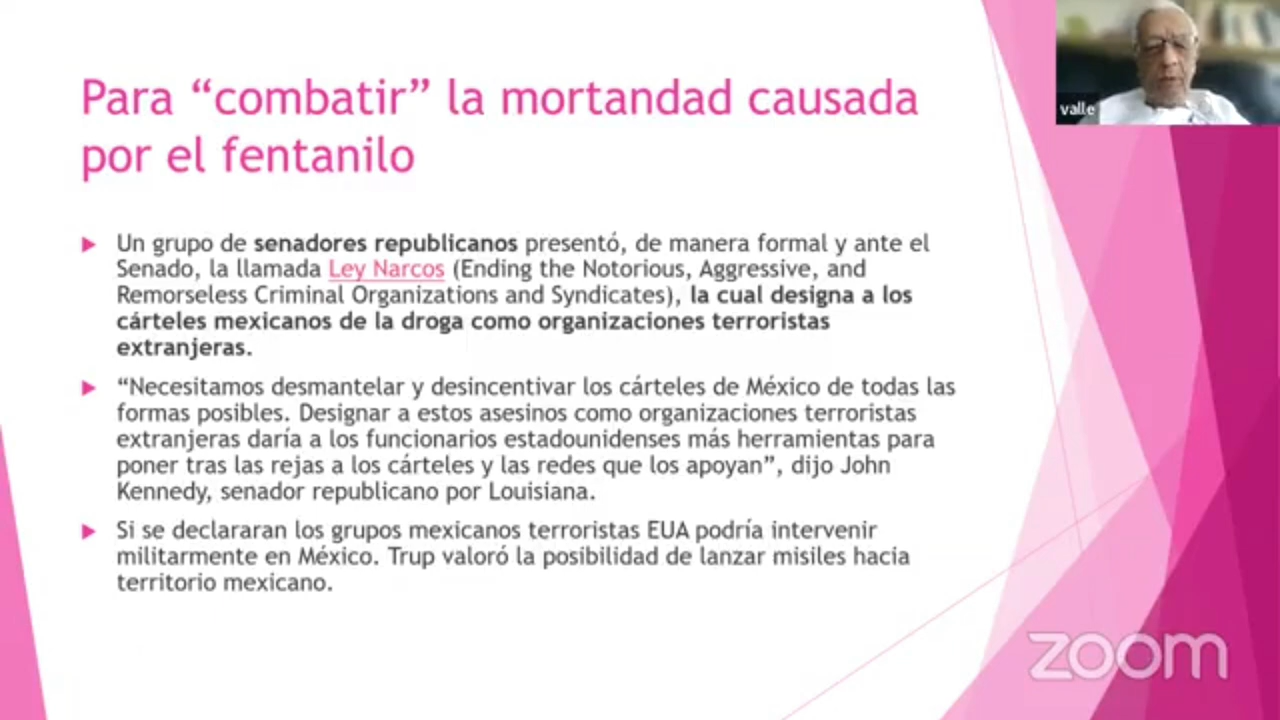 Para “combatir” la mortandad causada
por el fentanilo
valle
Un grupo de senadores republicanos presentó, de manera formal y ante el
Senado, la llamada Ley Narcos (Ending the Notorious, Aggressive, and
Remorseless Criminal Organizations and Syndicates), la cual designa a los
cárteles mexicanos de la droga como organizaciones terroristas
extranjeras.
“Necesitamos desmantelar y desincentivar los cárteles de México de todas las
formas posibles. Designar a estos asesinos como organizaciones terroristas
extranjeras daría a los funcionarios estadounidenses más herramientas para
poner tras las rejas a los cárteles y las redes que los apoyan”, dijo John
Kennedy, senador republicano por Louisiana.
Si se declararan los grupos mexicanos terroristas EUA podría intervenir
militarmente en México. Trup valoró la posibilidad de lanzar misiles hacia
territorio mexicano.
zoom